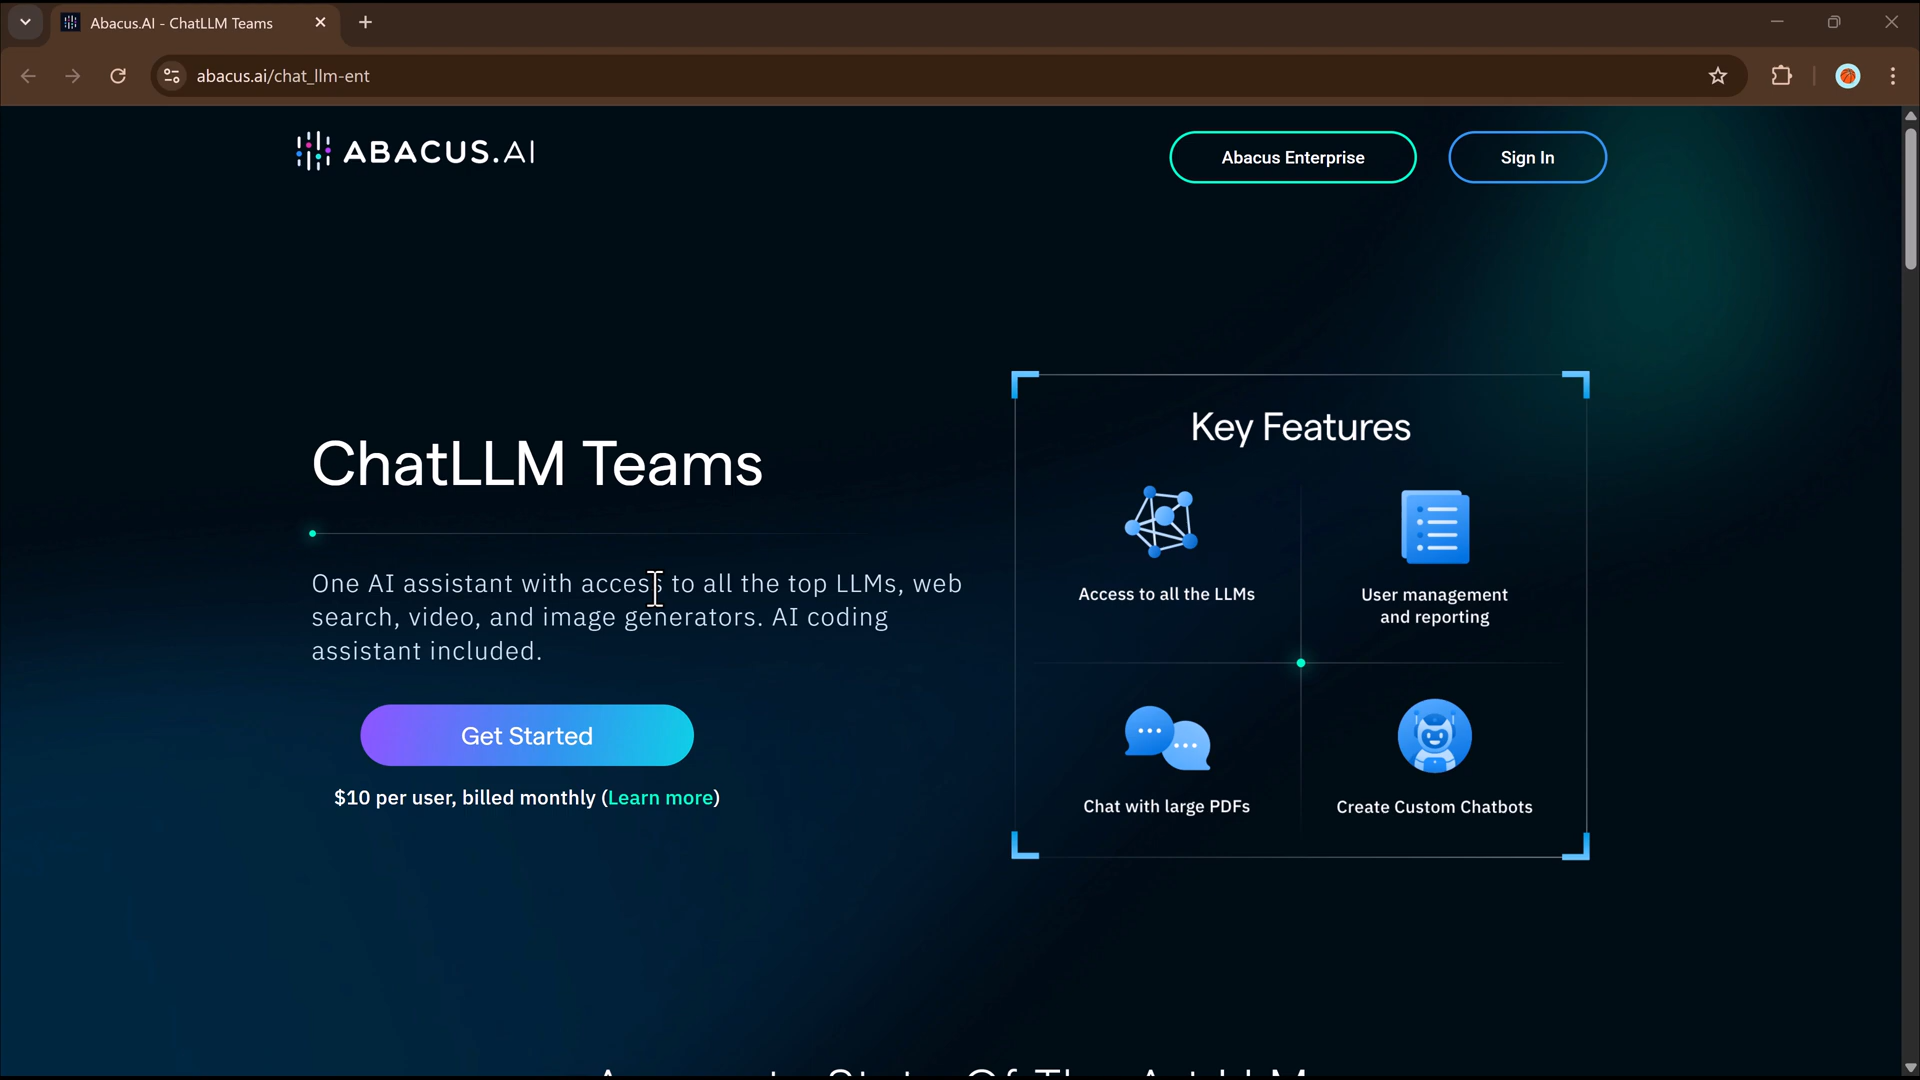 Abacus.AI - ChatLLM Teams
abacus.ai/chat_llm-ent
ABACUS.AI
Abacus Enterprise
Sign In
ChatLLM Teams
One AI assistant with access to all the top LLMs, web
search, video, and image generators. AI coding
assistant included.
Get Started
$10 per user, billed monthly (Learn more)
Key Features
Access to all the LLMs
User management
and reporting
Chat with large PDFs
Create Custom Chatbots